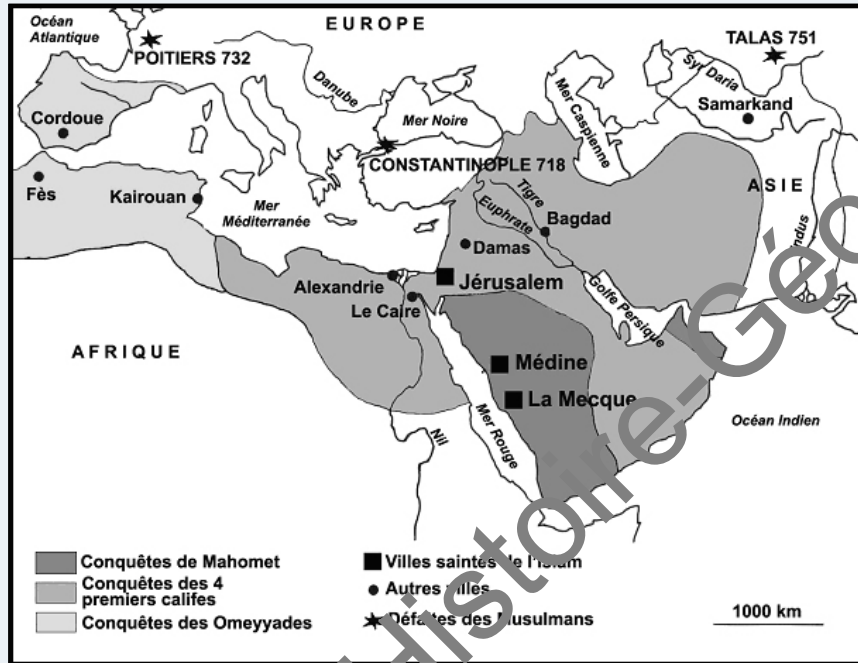 Océan
Atlantique
EUROPE
POITIERS 732
TALAS 751
Danube
Syr Daria
Cordoue
Mer Noire
Mer Caspienne
Samarkand
CONSTANTINOPLE 718
Fès
Kairouan
Mer
Méditerranée
Tigre
Euphrate
Bagdad
ASIE
Damas
Indus
Alexandrie
Jérusalem
Le Caire
Golfe Persique
AFRIQUE
Médine
La Mecque
Mer Rouge
Océan Indien
Nil
Conquêtes de Mahomet
Conquêtes des 4
premiers califes
Conquêtes des Omeyyades
Villes saintes de l'Islam
Autres villes
Défaites des Musulmans
1000 km
Histoire-Géo